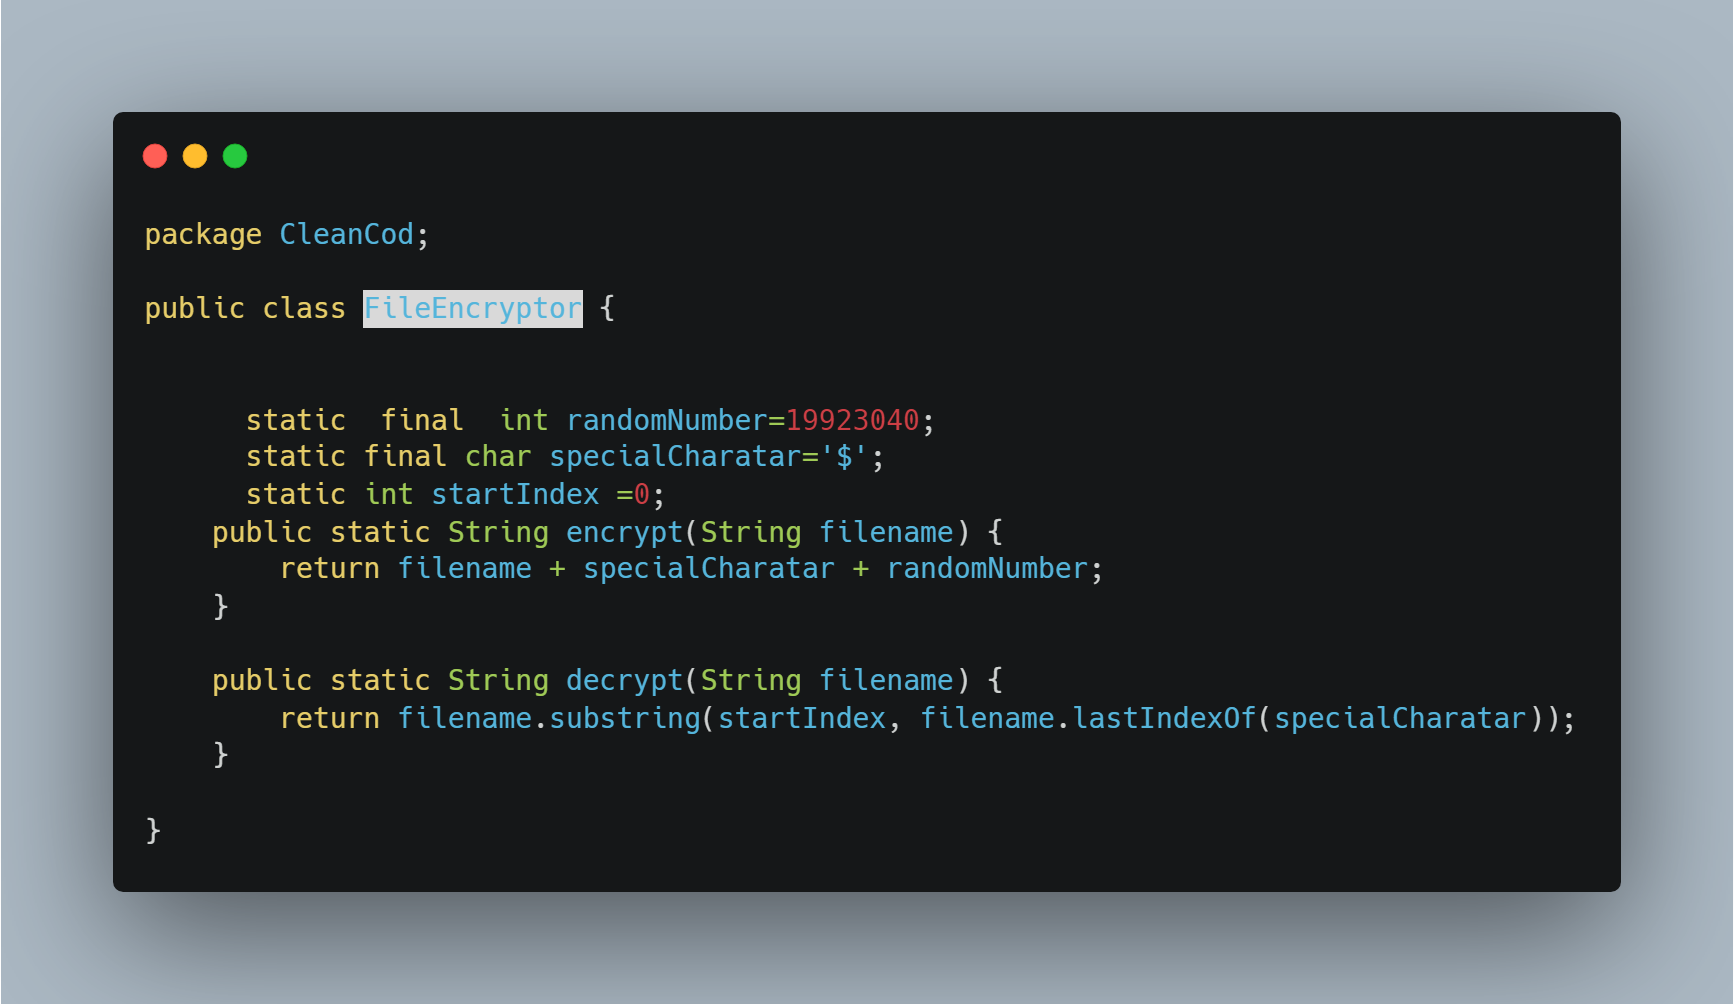 package CleanCod;
public class FileEncryptor {
static  final  int randomNumber=19923040;
static final char specialCharatar='$';
static int startIndex =0;
public static String encrypt(String filename) {
return filename + specialCharatar + randomNumber;
}
public static String decrypt(String filename) {
return filename.substring(startIndex, filename.lastIndexOf(specialCharatar));
}
}